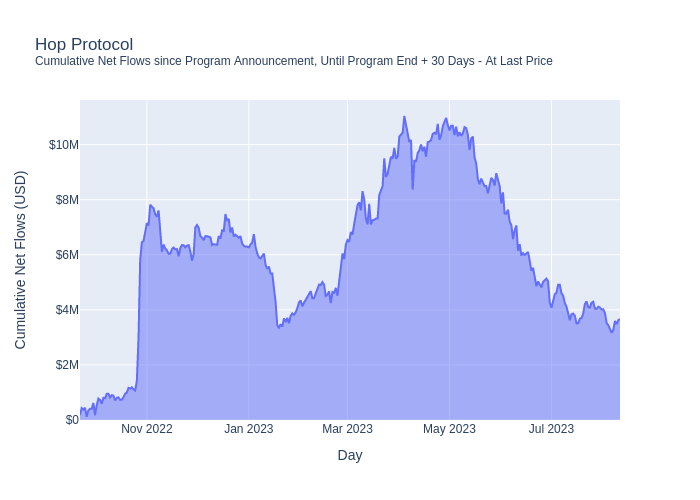 Hop Protocol
Cumulative Net Flows since Program Announcement, Until Program End + 30 Days - At Last Price
Cumulative Net Flows (USD)
$10M
$8M
$6M
$4M
$2M
$0
Nov 2022 Jan 2023 Mar 2023 May 2023 Jul 2023
Day